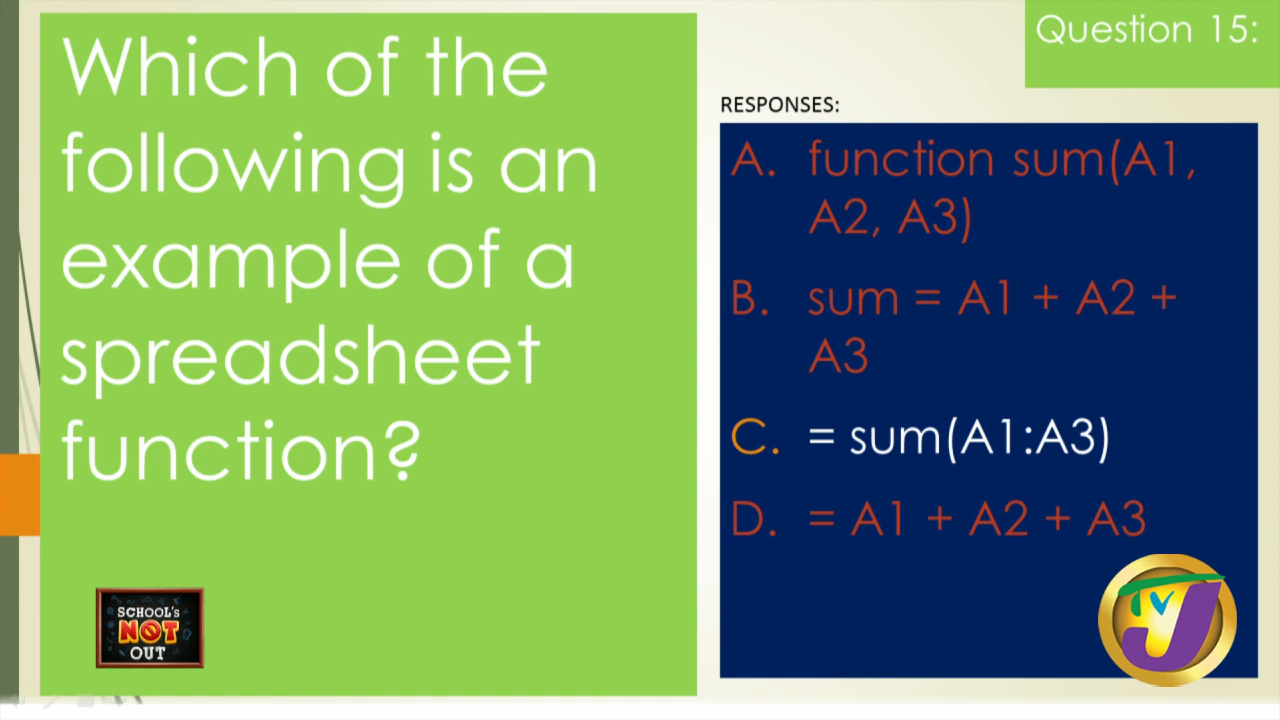 Which of the
following is an
example of a
spreadsheet
function?
Question 15:
RESPONSES:
A. function sum(A1,
A2, A3)
B. sum = A1 + A2 +
A3
C. = sum(A1:A3)
D. = A1 + A2 + A3
SCHOOL's
NOT
OUT
TVJ